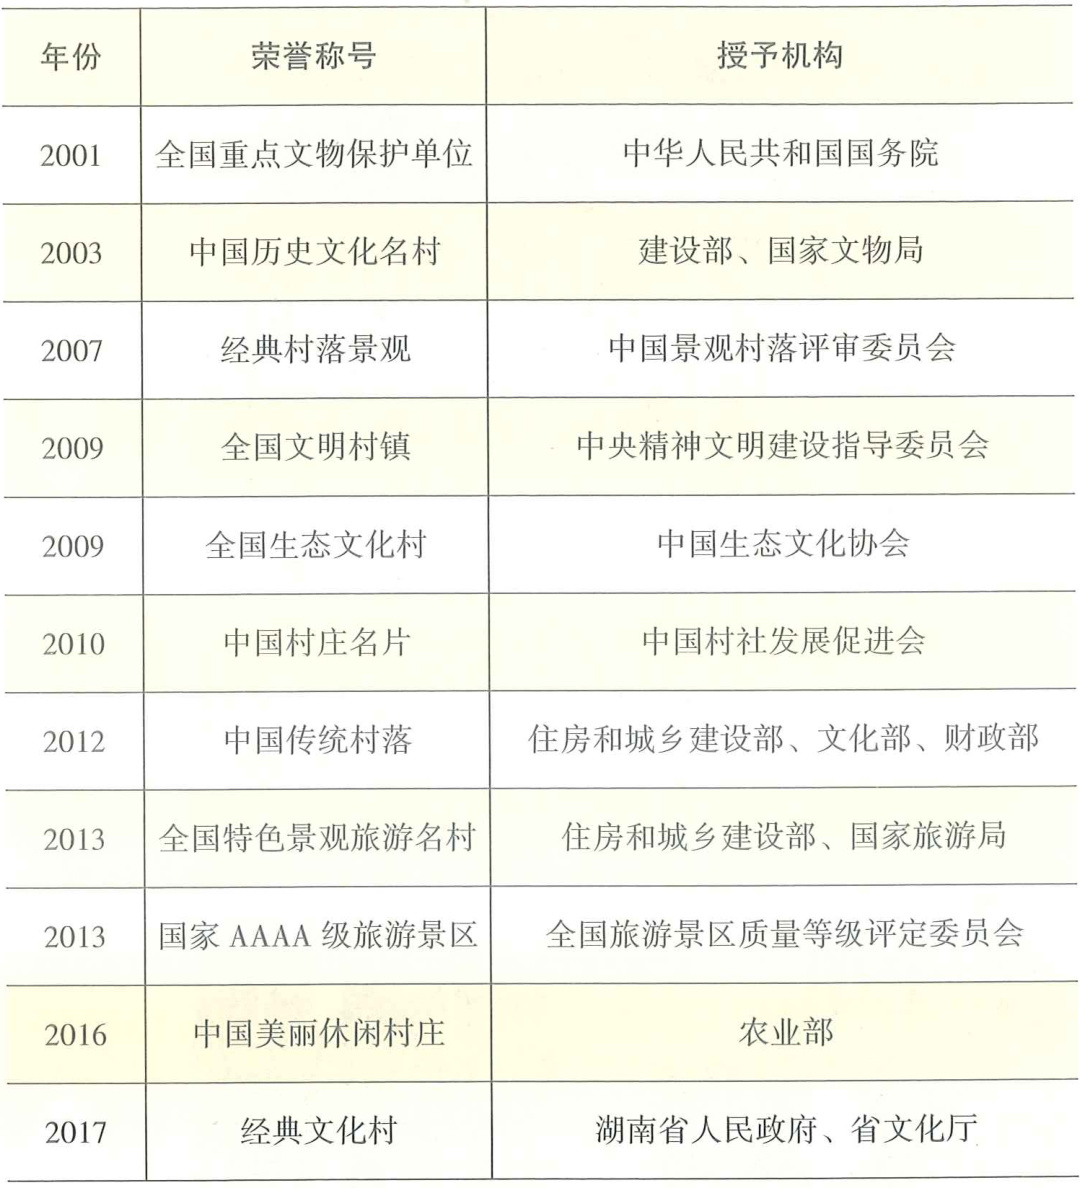 年份 荣誉称号 授予机构
2001 全国重点文物保护单位 中华人民共和国国务院
2003 中国历史文化名村 建设部、国家文物局
2007 经典村落景观 中国景观村落评审委员会
2009 全国文明村镇 中央精神文明建设指导委员会
2009 全国生态文化村 中国生态文化协会
2010 中国村庄名片 中国村社发展促进会
2012 中国传统村落 住房和城乡建设部、文化部、财政部
2013 全国特色景观旅游名村 住房和城乡建设部、国家旅游局
2013 国家 AAAA 级旅游景区 全国旅游景区质量等级评定委员会
2016 中国美丽休闲村庄 农业部
2017 经典文化村 湖南省人民政府、省文化厅